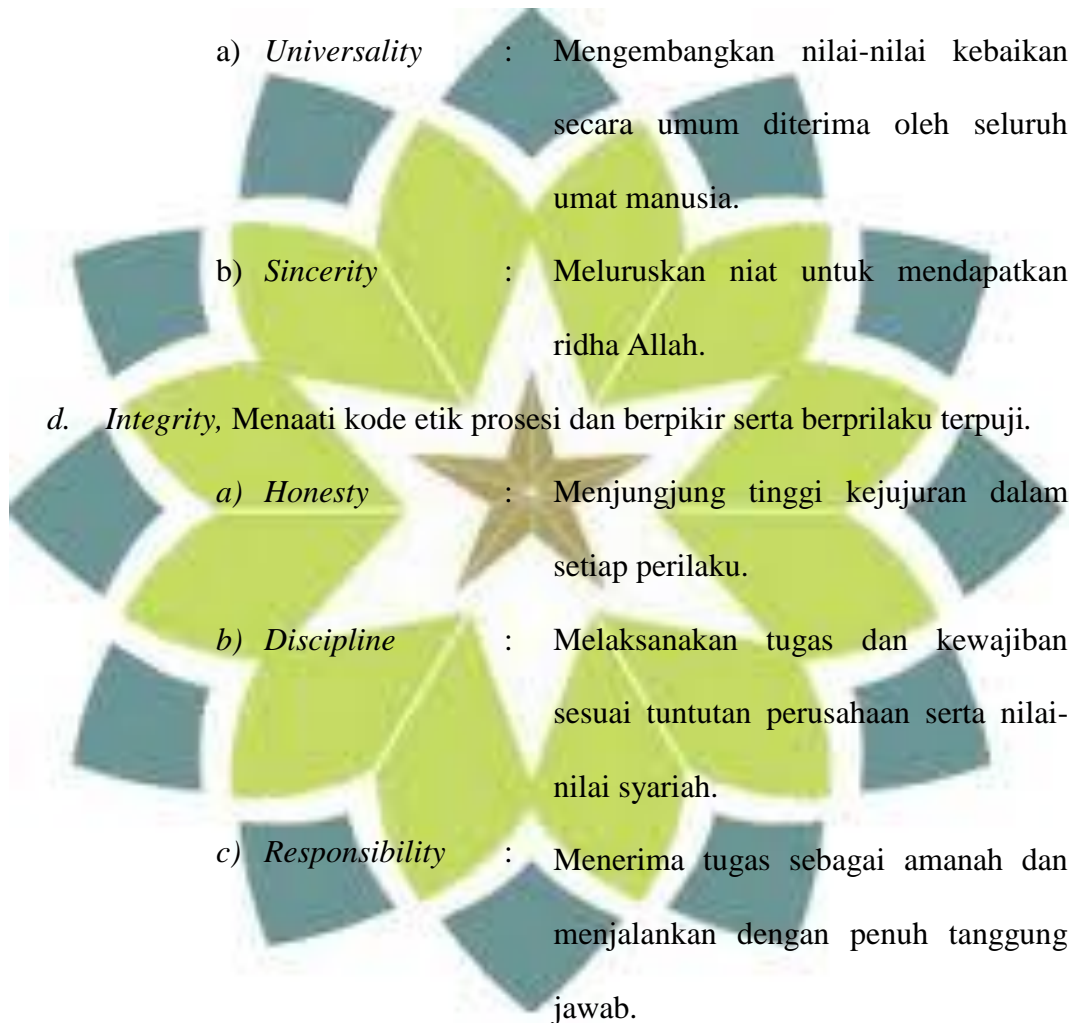 a) Universality : Mengembangkan nilai-nilai kebaikan
secara umum diterima oleh seluruh
umat manusia.
b) Sincerity : Meluruskan niat untuk mendapatkan
ridha Allah.
d. Integrity, Menaati kode etik prosesi dan berpikir serta berprilaku terpuji.
a) Honesty : Menjungjung tinggi kejujuran dalam
setiap perilaku.
b) Discipline : Melaksanakan tugas dan kewajiban
sesuai tuntutan perusahaan serta nilai-
nilai syariah.
c) Responsibility : Menerima tugas sebagai amanah dan
menjalankan dengan penuh tanggung
jawab.